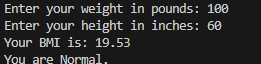 Enter your weight in pounds: 100
Enter your height in inches: 60
Your BMI is: 19.53
You are Normal.